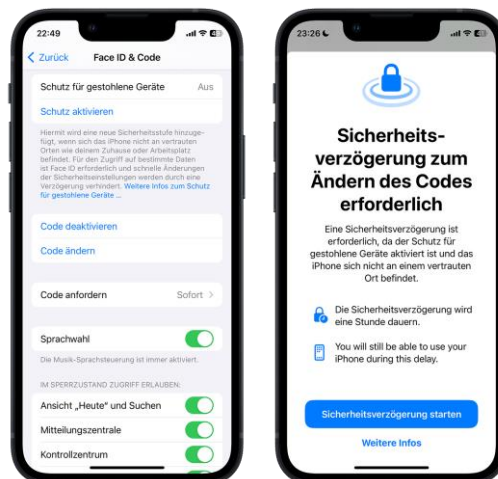 22:49
Zurück
Face ID & Code
Schutz für gestohlene Geräte Aus
Schutz aktivieren
Hiermit wird eine neue Sicherheitsstufe hinzuge-
fügt, wenn sich das iPhone nicht an vertrauten
Orten wie deinem Zuhause oder Arbeitsplatz
befindet. Für den Zugriff auf bestimmte Daten
ist Face ID erforderlich und schnelle Änderungen
der Sicherheitseinstellungen werden durch eine
Verzögerung verhindert. Weitere Infos zum Schutz
für gestohlene Geräte ...
Code deaktivieren
Code ändern
Code anfordern Sofort
Sprachwahl
Die Musik-Sprachsteuerung ist immer aktiviert.
IM SPERRZUSTAND ZUGRIFF ERLAUBEN:
Ansicht „Heute“ und Suchen
Mitteilungszentrale
Kontrollzentrum
23:26
Sicherheits-
verzögerung zum
Ändern des Codes
erforderlich
Eine Sicherheitsverzögerung ist
erforderlich, da der Schutz für
gestohlene Geräte aktiviert ist und das
iPhone sich nicht an einem vertrauten
Ort befindet.
Die Sicherheitsverzögerung wird
eine Stunde dauern.
You will still be able to use your
iPhone during this delay.
Sicherheitsverzögerung starten
Weitere Infos